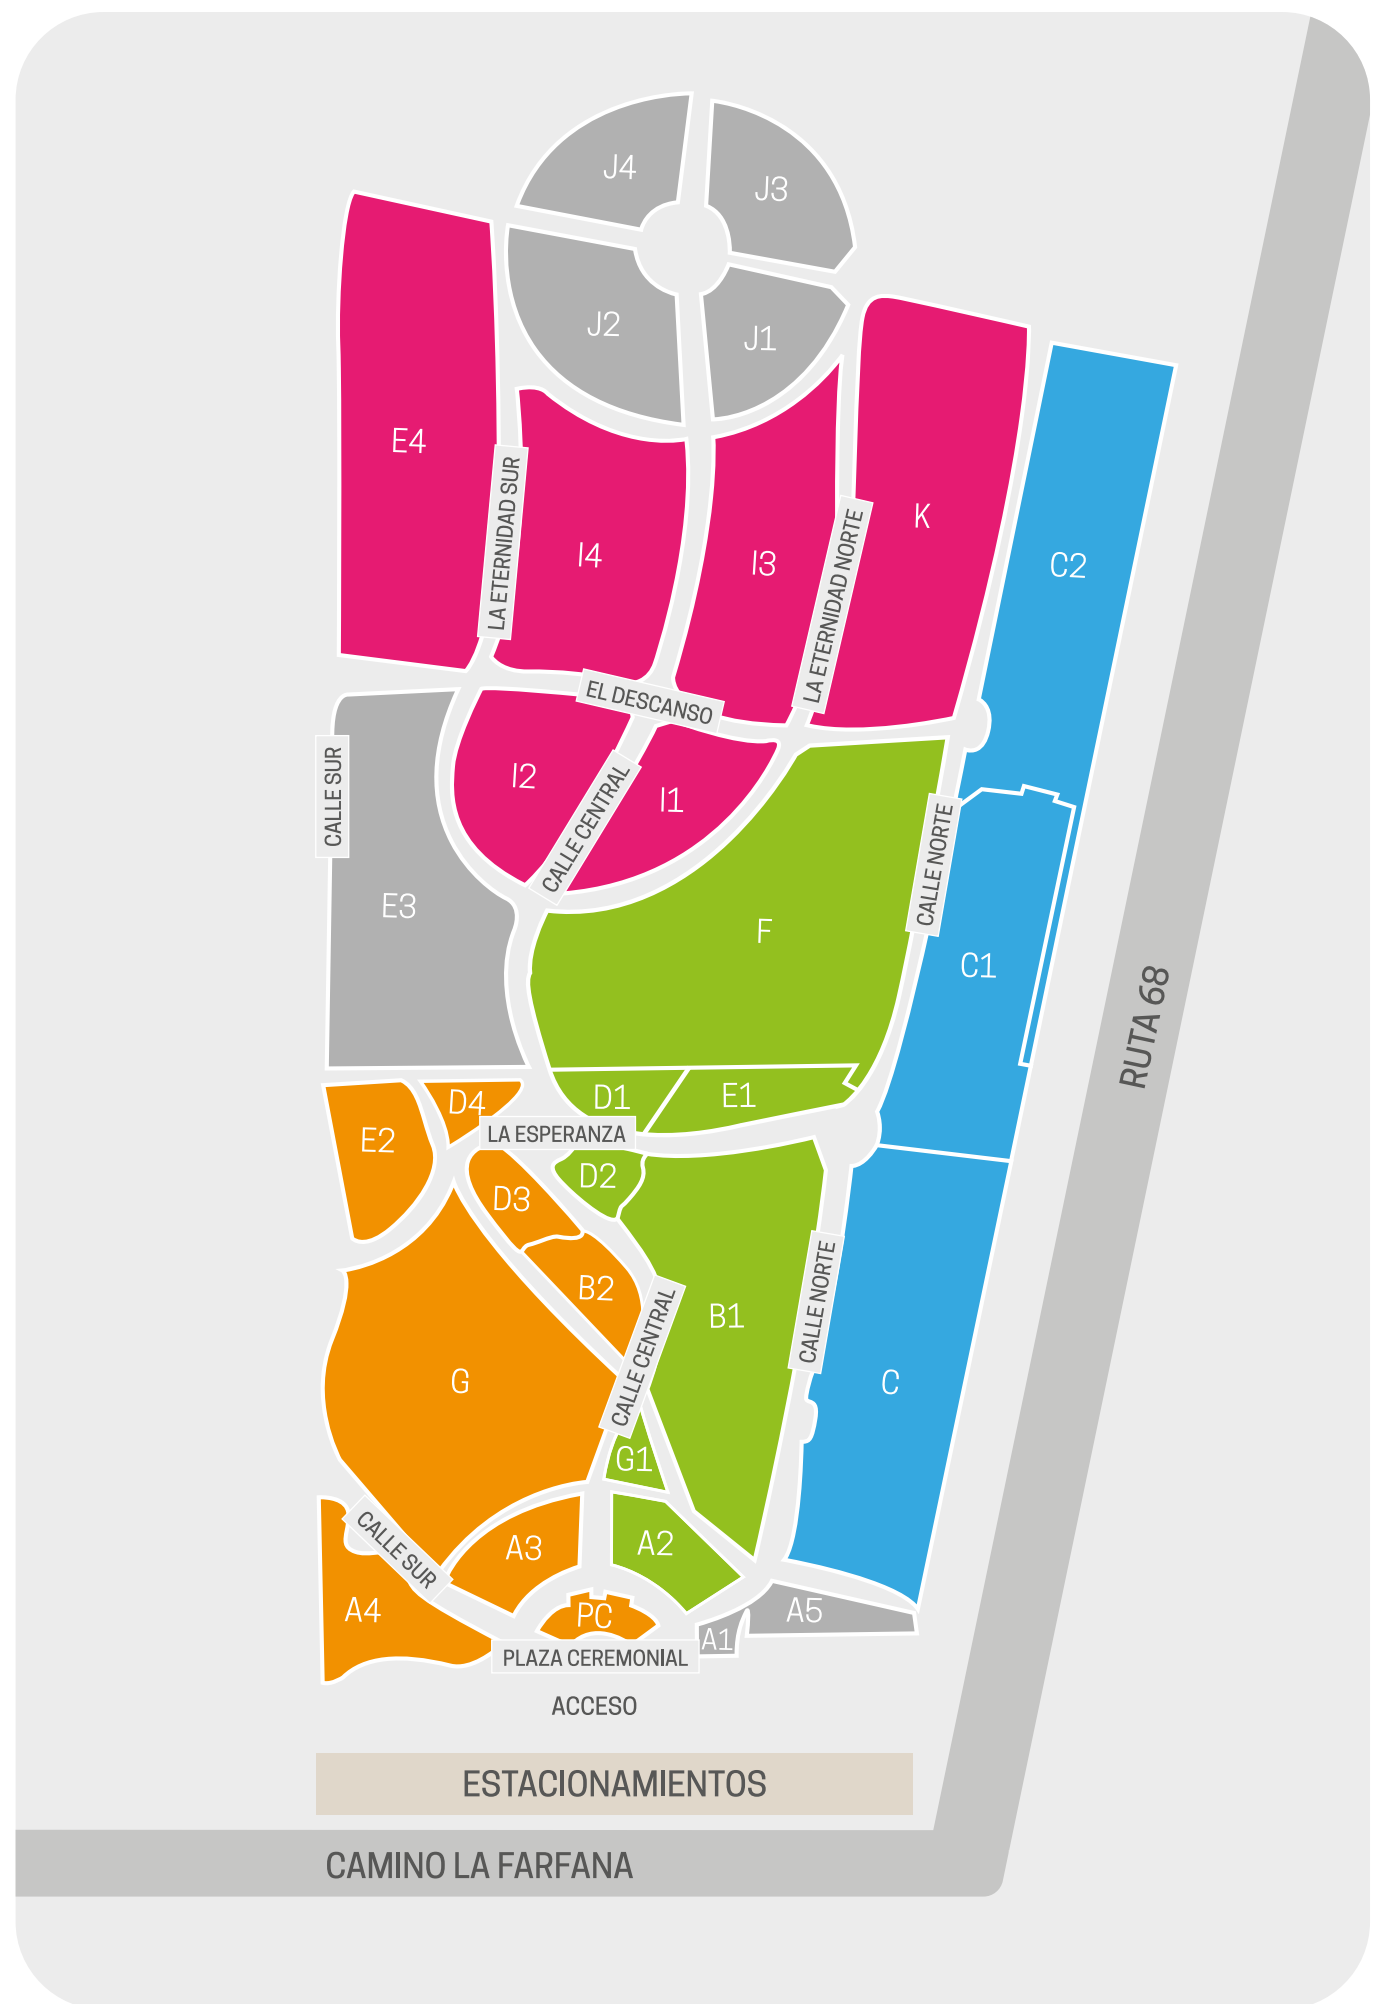 J4
J3
J2
J1
E4
I4
I3
K
C2
LA ETERNIDAD SUR
LA ETERNIDAD NORTE
EL DESCANSO
CALLE SUR
I2
I1
CALLE CENTRAL
CALLE NORTE
E3
F
C1
RUTA 68
D4
D1
E1
LA ESPERANZA
E2
D2
D3
B2
B1
CALLE NORTE
CALLE CENTRAL
G
C
G1
A3
A2
CALLE SUR
A4
PC
A5
A1
PLAZA CEREMONIAL
ACCESO
ESTACIONAMIENTOS
CAMINO LA FARFANA